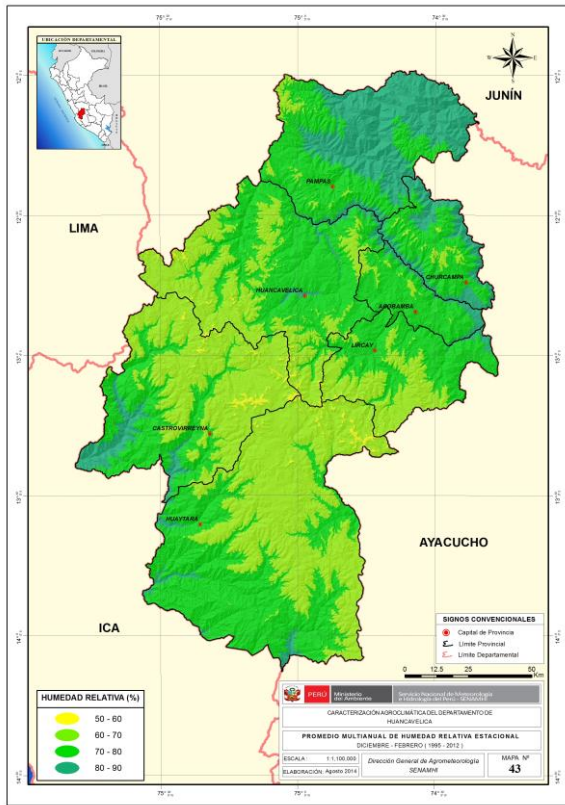 UBICACIÓN DEPARTAMENTAL
JUNÍN
LIMA
PAMPAS
CHURCAMPA
HUANCAVELICA
ACOBAMBA
LIRCAY
CASTROVIRREYNA
HUAYTARÁ
AYACUCHO
ICA
SIGNOS CONVENCIONALES
Capital de Provincia
Límite Provincial
Límite Departamental
0 12.5 25 50
Km
HUMEDAD RELATIVA (%)
50 - 60
60 - 70
70 - 80
80 - 90
PERÚ
Ministerio
del Ambiente
Servicio Nacional de Meteorología
e Hidrología del Perú - SENAMHI
CARACTERIZACIÓN AGROCLIMÁTICA DEL DEPARTAMENTO DE
HUANCAVELICA
PROMEDIO MULTIANUAL DE HUMEDAD RELATIVA ESTACIONAL
DICIEMBRE - FEBRERO ( 1995 - 2012 )
ESCALA : 1:1,100,000
ELABORACIÓN: Agosto 2014
Dirección General de Agrometeorología
SENAMHI
MAPA Nº
43